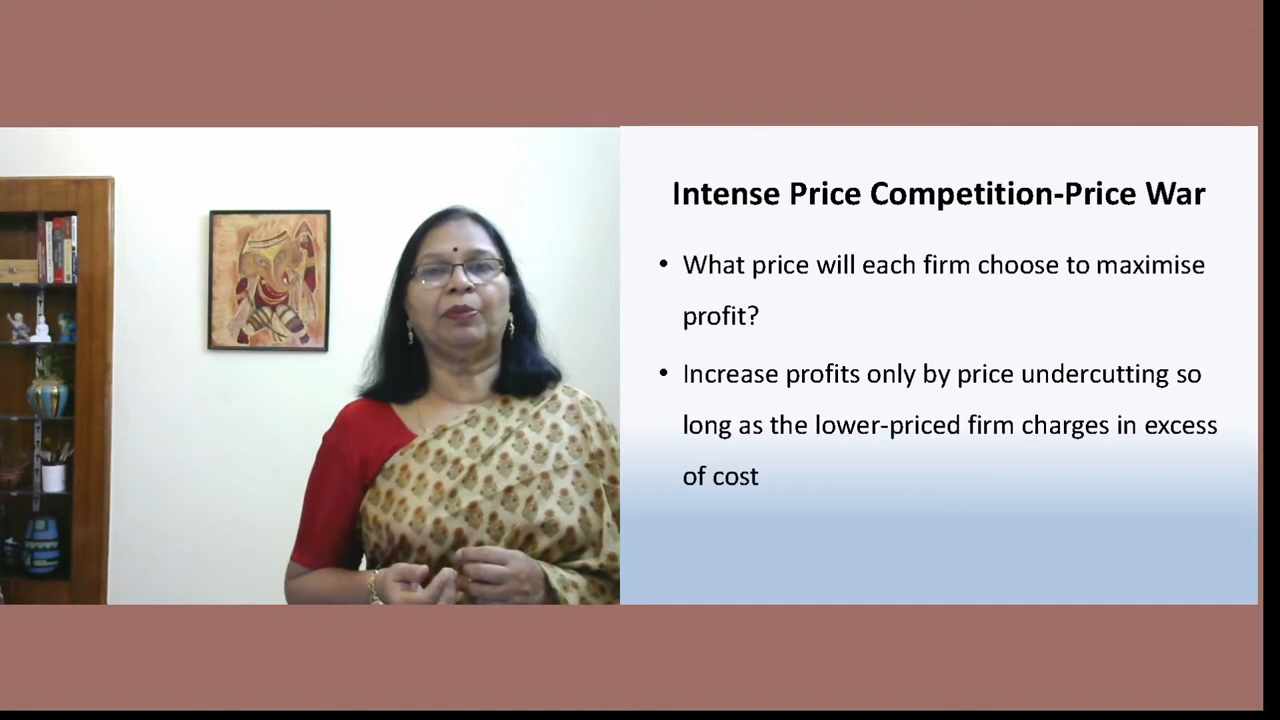 Intense Price Competition-Price War
• What price will each firm choose to maximise
profit?
• Increase profits only by price undercutting so
long as the lower-priced firm charges in excess
of cost